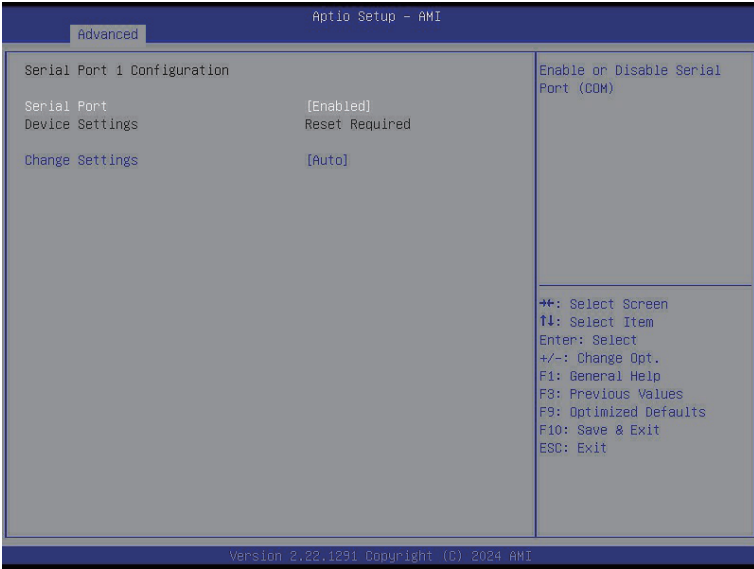 Aptio Setup – AMI
Advanced
Serial Port 1 Configuration
Serial Port [Enabled]
Device Settings Reset Required
Change Settings [Auto]
Enable or Disable Serial
Port (COM)
→←: Select Screen
↑↓: Select Item
Enter: Select
+/-: Change Opt.
F1: General Help
F3: Previous Values
F9: Optimized Defaults
F10: Save & Exit
ESC: Exit
Version 2.22.1291 Copyright (C) 2024 AMI